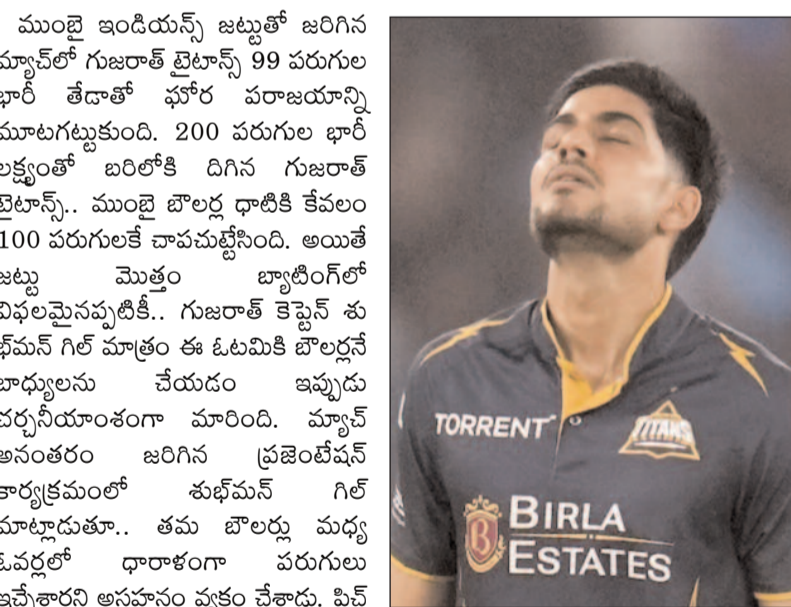 ముంబై ఇండియన్స్ జట్టుతో జరిగిన
మ్యాచ్‌లో గుజరాత్ టైటాన్స్ 99 పరుగుల
భారీ తేడాతో ఘోర పరాజయాన్ని
మూటగట్టుకుంది. 200 పరుగుల భారీ
లక్ష్యంతో బరిలోకి దిగిన గుజరాత్
టైటాన్స్.. ముంబై బౌలర్ల ధాటికి కేవలం
100 పరుగులకే చాపచుట్టేసింది. అయితే
జట్టు మొత్తం బ్యాటింగ్‌లో
విఫలమైనప్పటికీ.. గుజరాత్ కెప్టెన్ శు
భ్‌మన్ గిల్ మాత్రం ఈ ఓటమికి బౌలర్లనే
బాధ్యులను చేయడం ఇప్పుడు
చర్చనీయాంశంగా మారింది. మ్యాచ్
అనంతరం జరిగిన ప్రజెంటేషన్
కార్యక్రమంలో శుభ్‌మన్ గిల్
మాట్లాడుతూ.. తమ బౌలర్లు మధ్య
ఓవర్లలో ధారాళంగా పరుగులు
ఇచ్చేశారని అసహనం వ్యక్తం చేశాడు. పిచ్
TORRENT
TITANS
B
BIRLA
ESTATES